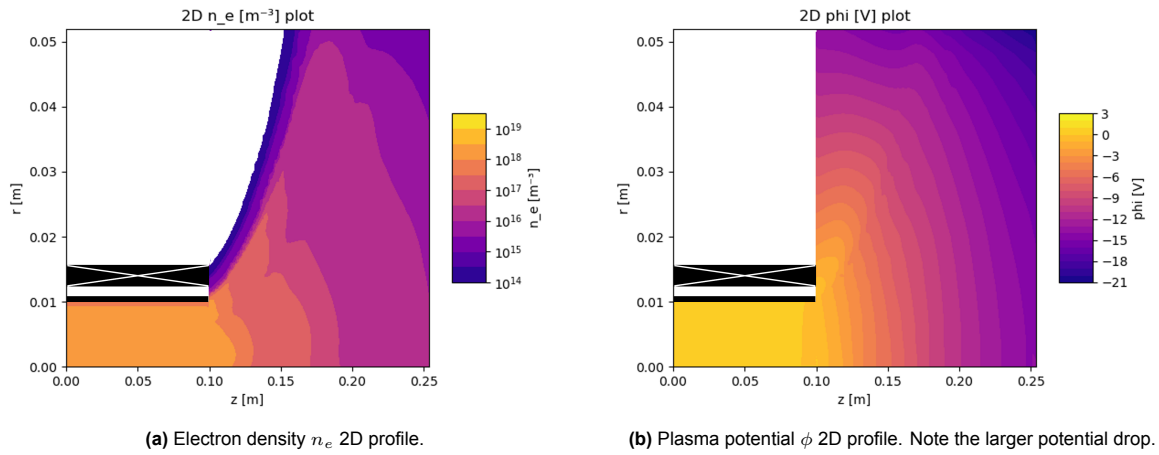 2D n_e [m⁻³] plot
0.05
0.04
0.03
0.02
0.01
0.00
r [m]
0.00 0.05 0.10 0.15 0.20 0.25
z [m]
10¹⁹
10¹⁸
10¹⁷
10¹⁶
10¹⁵
10¹⁴
n_e [m⁻³]
(a) Electron density nₑ 2D profile.
2D phi [V] plot
0.05
0.04
0.03
0.02
0.01
0.00
r [m]
0.00 0.05 0.10 0.15 0.20 0.25
z [m]
3
0
−3
−6
−9
−12
−15
−18
−21
phi [V]
(b) Plasma potential ϕ 2D profile. Note the larger potential drop.